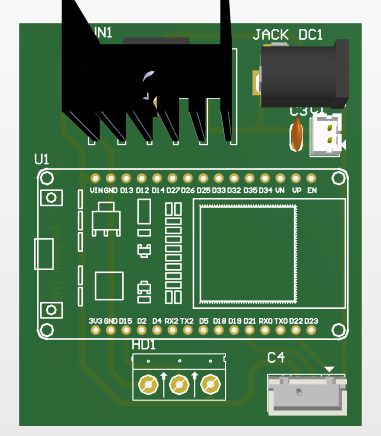 UN1
JACK DC1
C3
C1
U1
VIN GND D13 D12 D14 D27 D26 D25 D33 D32 D35 D34 VN VP EN
3V3 GND D15 D2 D4 RX2 TX2 D5 D18 D19 D21 RX0 TX0 D22 D23
HD1
C4